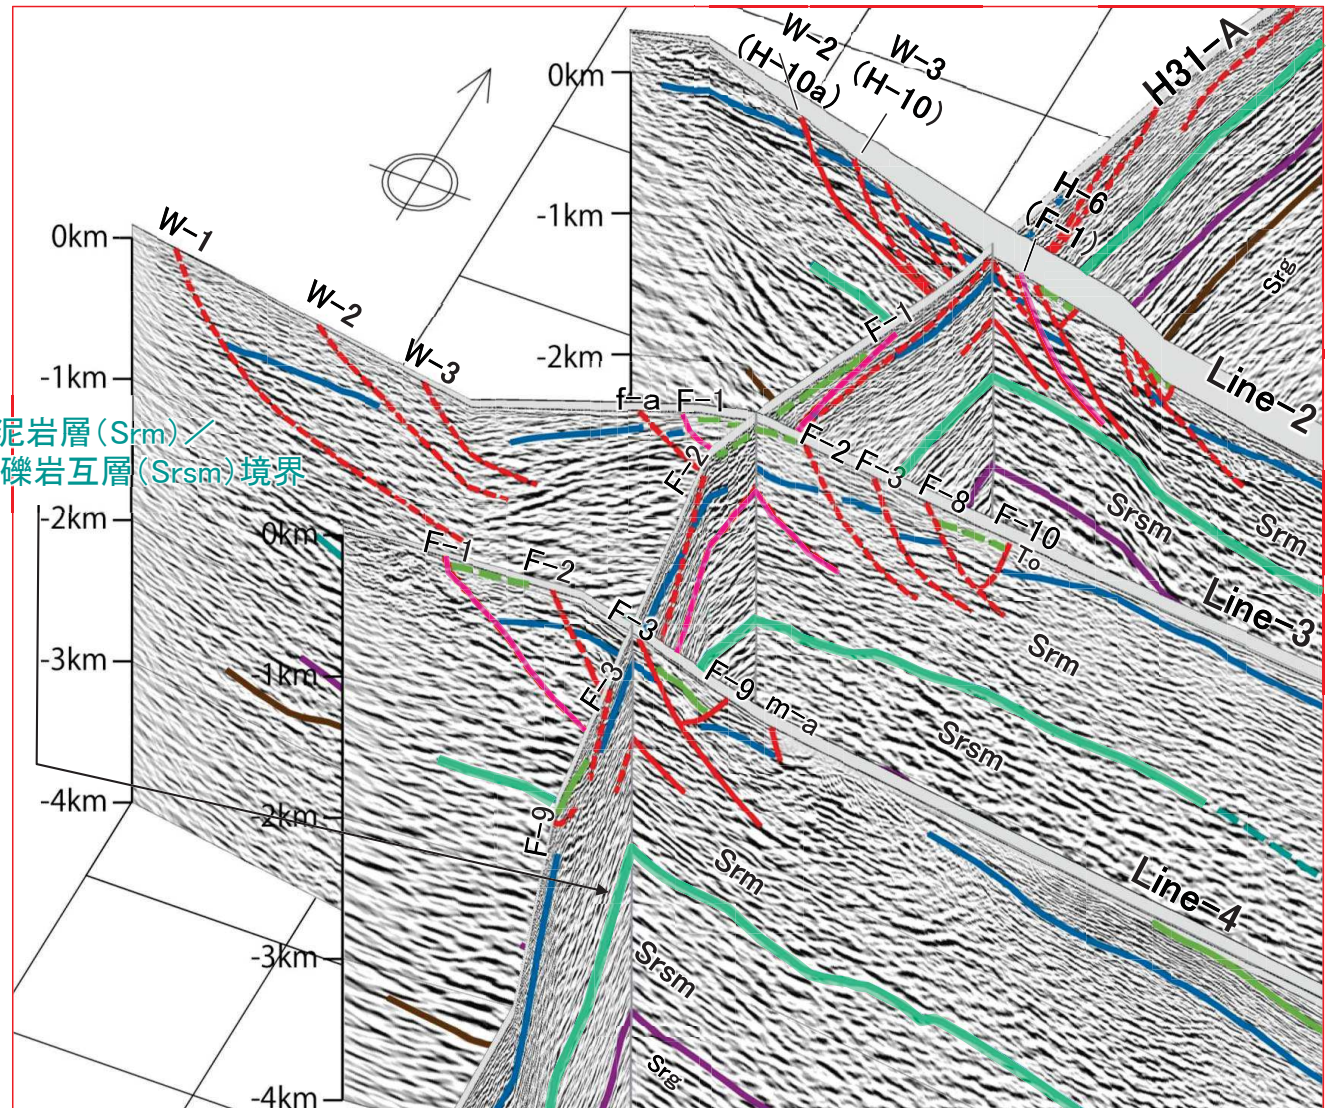 W-2
(H-10a)
W-3
(H-10)
H31-A
0km
-1km
-2km
H-6
(F-1)
Srg
Line-2
W-1
0km
W-2
W-3
-1km
-2km
-3km
-4km
泥岩層(Srm)/
礫岩互層(Srsm)境界
f-a
F-1
F-1
F-2
F-2
F-3
F-8
F-10
To
Srsm
Srm
Line-3
0km
-1km
-2km
-3km
-4km
F-1
F-2
F-3
F-3
F-9
F-9
m-a
Srm
Srsm
Line=4
Srm
Srsm
Srg